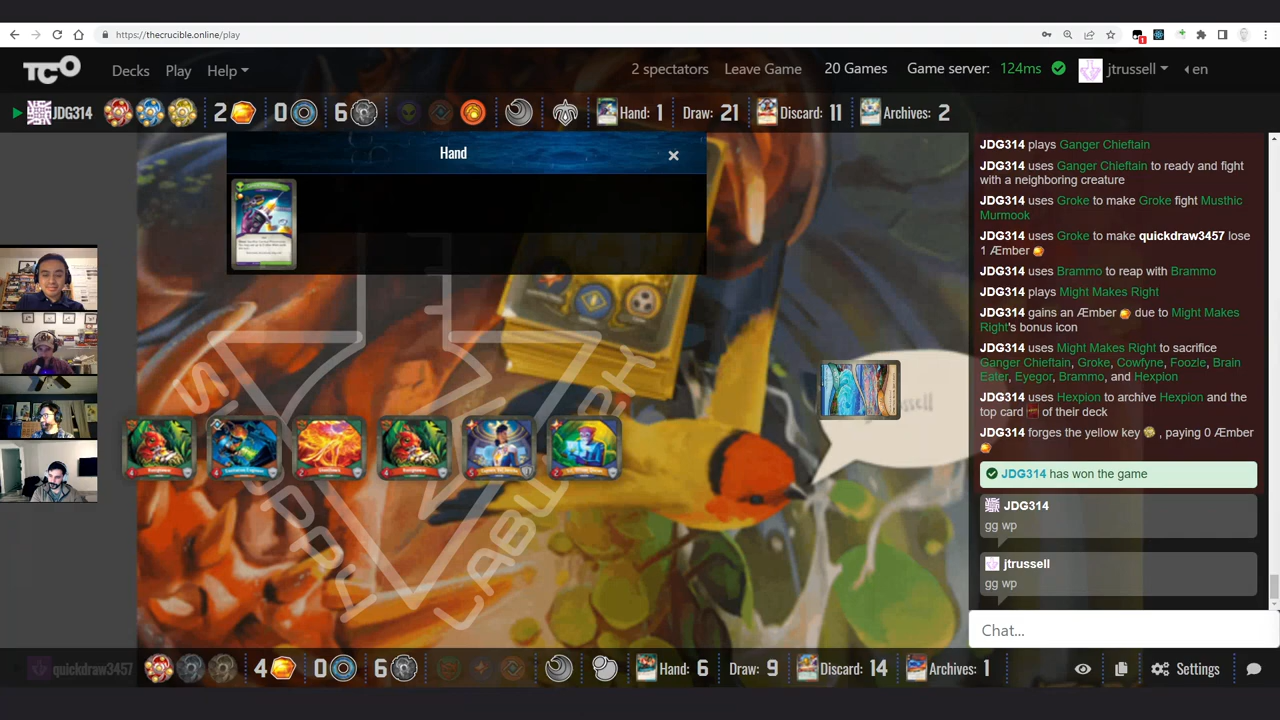 https://thecrucible.online/play
TCO
Decks
Play
Help
2 spectators
Leave Game
20 Games
Game server: 124ms
jtrussell
en
JDG314
2
0
6
Hand: 1
Draw: 21
Discard: 11
Archives: 2
Hand
×
JDG314 plays
Ganger Chieftain
JDG314 uses Ganger Chieftain to ready and fight
with a neighboring creature
JDG314 uses Groke to make Groke fight Musthic
Murmook
JDG314 uses Groke to make quickdraw3457 lose
1 Æmber
JDG314 uses Brammo to reap with Brammo
JDG314 plays Might Makes Right
JDG314 gains an Æmber due to Might Makes
Right's bonus icon
JDG314 uses Might Makes Right to sacrifice
Ganger Chieftain, Groke, Cowfyne, Foozle, Brain
Eater, Eyegor, Brammo, and Hexpion
JDG314 uses Hexpion to archive Hexpion and the
top card of their deck
JDG314 forges the yellow key , paying 0 Æmber
JDG314 has won the game
JDG314
gg wp
jtrussell
gg wp
Chat...
quickdraw3457
4
0
6
Hand: 6
Draw: 9
Discard: 14
Archives: 1
Settings